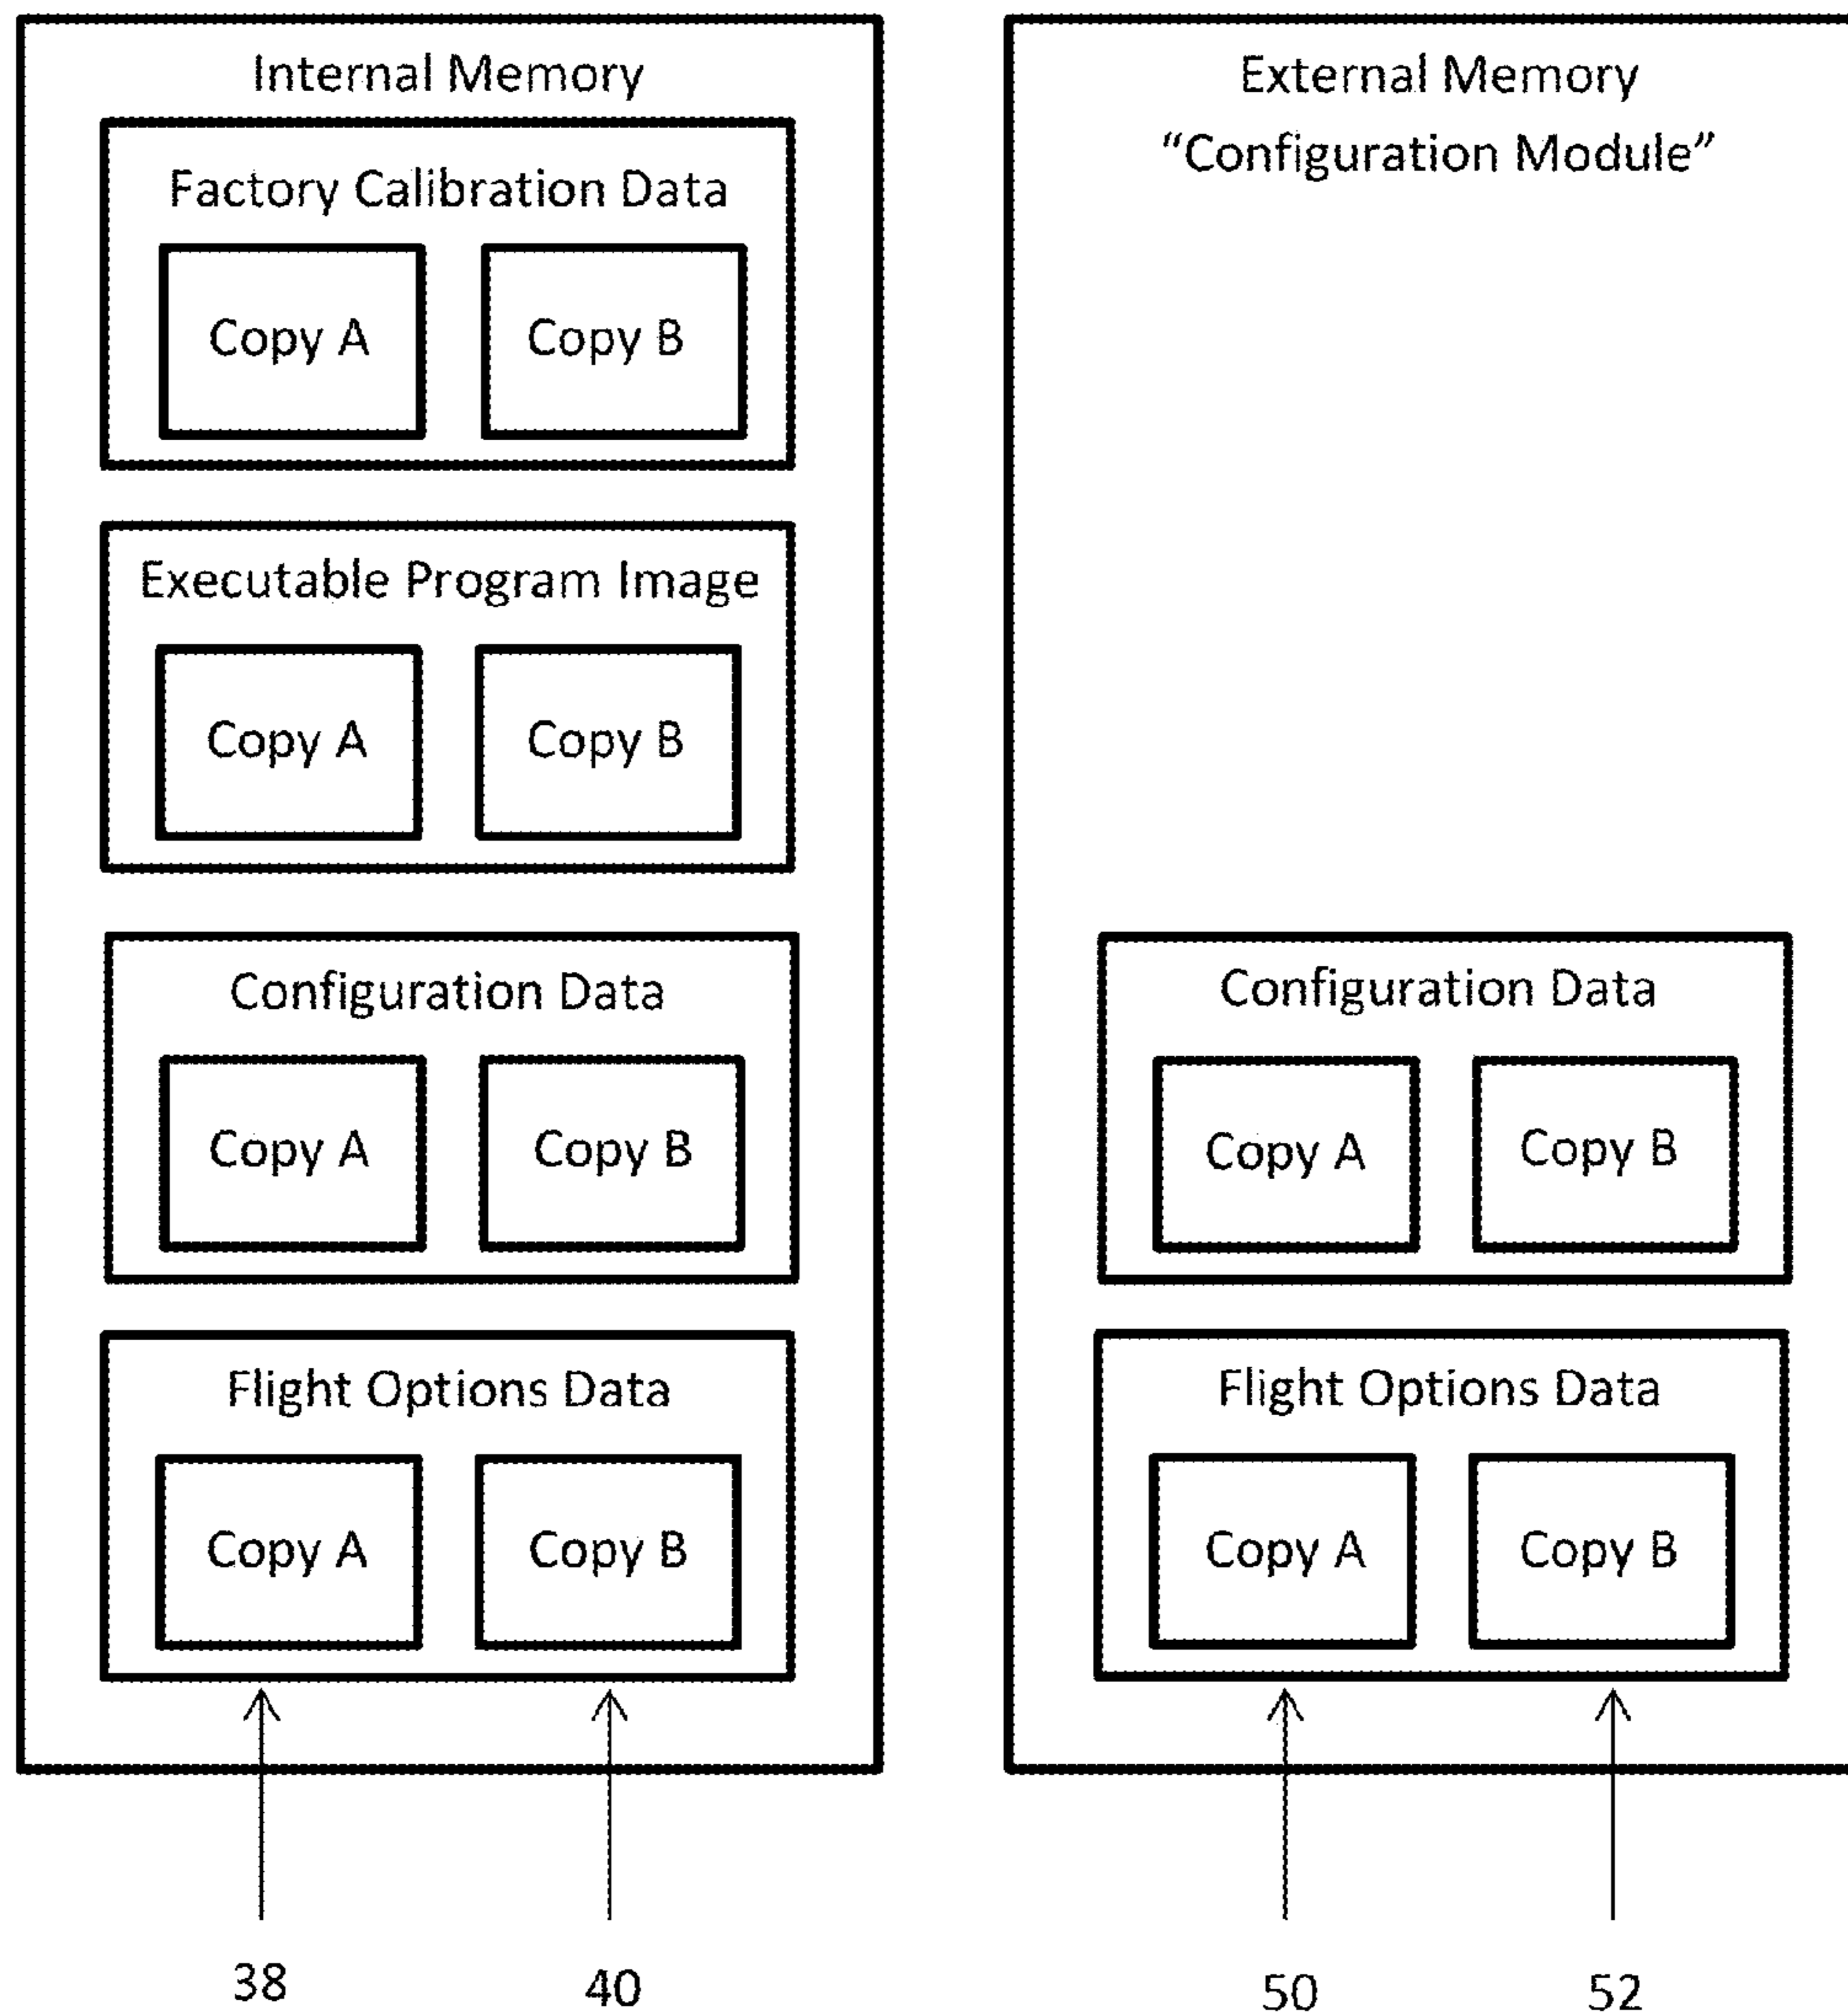 Internal Memory
Factory Calibration Data
Copy A
Copy B
Executable Program Image
Copy A
Copy B
Configuration Data
Copy A
Copy B
Flight Options Data
Copy A
Copy B
38
40
External Memory
“Configuration Module”
Configuration Data
Copy A
Copy B
Flight Options Data
Copy A
Copy B
50
52